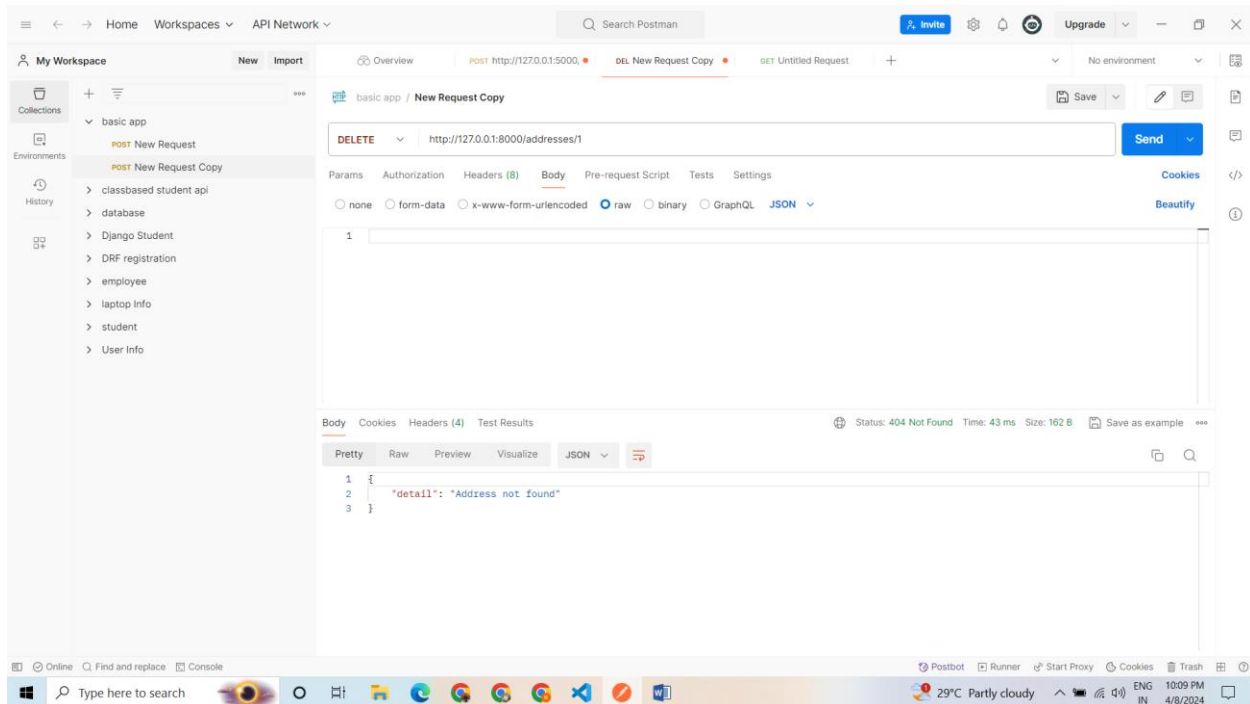 Home Workspaces API Network Search Postman Invite Upgrade
My Workspace New Import Overview POST http://127.0.0.1:5000, DEL New Request Copy GET Untitled Request No environment
Collections
Environments
History
basic app
POST New Request
POST New Request Copy
classbased student api
database
Django Student
DRF registration
employee
laptop Info
student
User Info
HTTP basic app / New Request Copy Save
DELETE http://127.0.0.1:8000/addresses/1 Send
Params Authorization Headers (8) Body Pre-request Script Tests Settings Cookies
none form-data x-www-form-urlencoded raw binary GraphQL JSON Beautify
1
Body Cookies Headers (4) Test Results Status: 404 Not Found Time: 43 ms Size: 162 B Save as example
Pretty Raw Preview Visualize JSON
1 {
2 "detail": "Address not found"
3 }
Online Find and replace Console Postbot Runner Start Proxy Cookies Trash
Type here to search 29°C Partly cloudy ENG IN 10:09 PM 4/8/2024